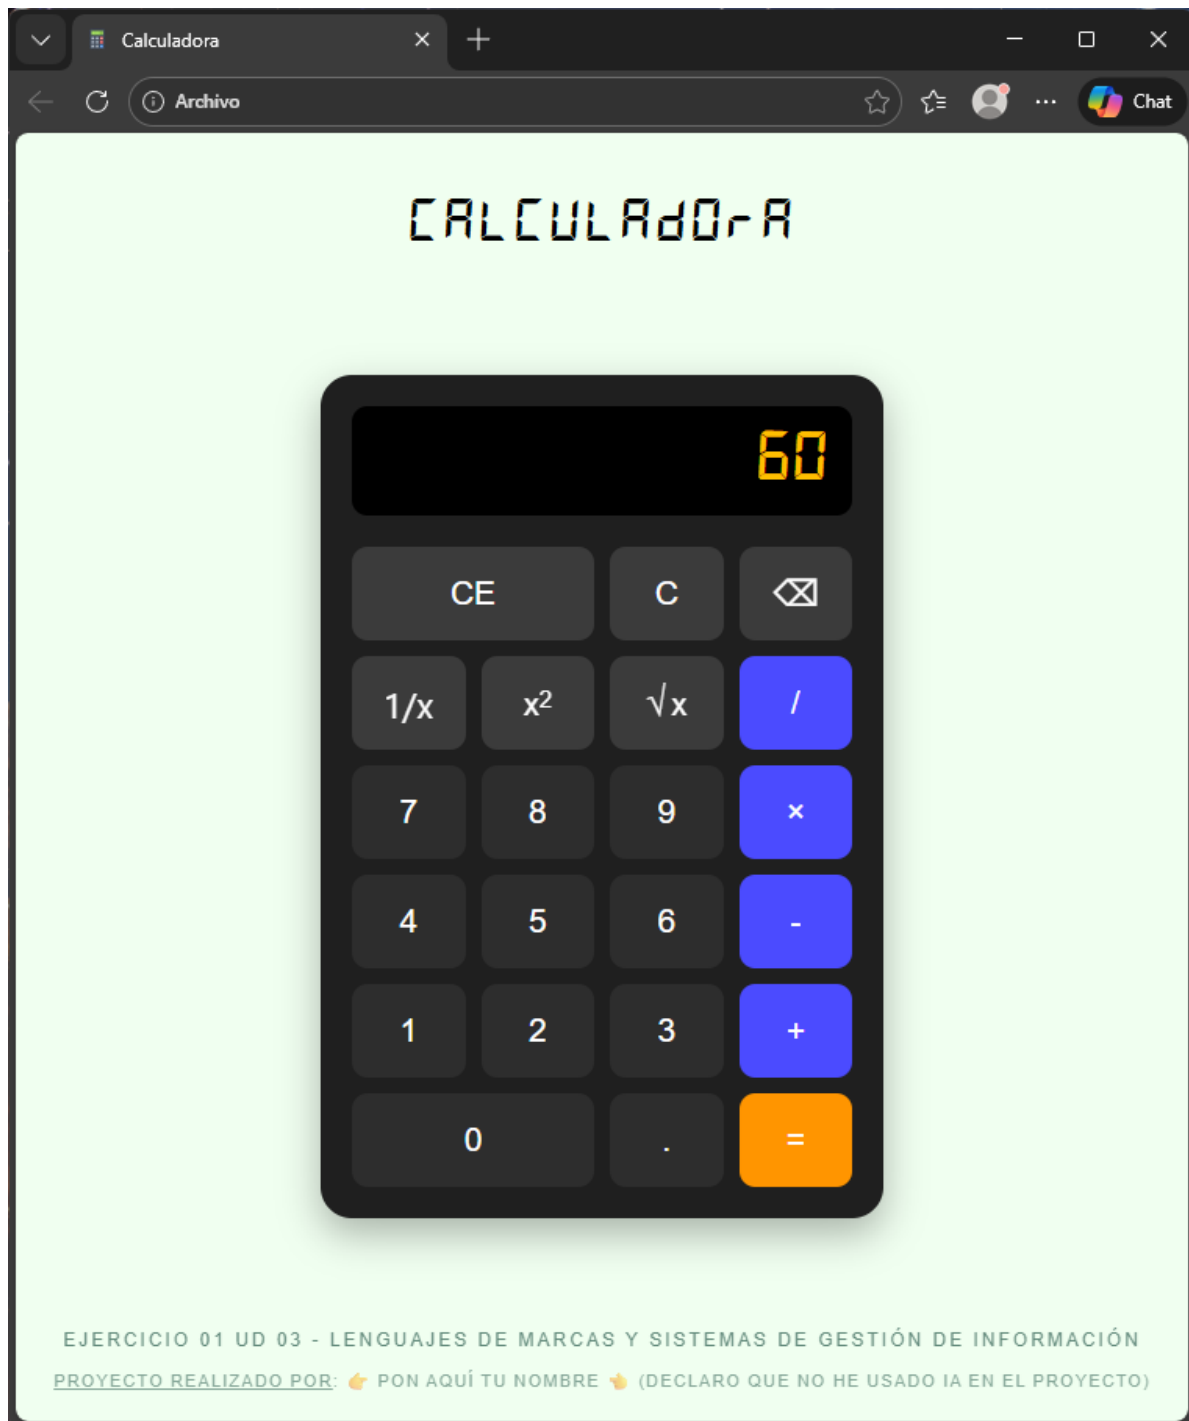 Calculadora
Archivo
Chat
CALCULAdOrA
60
CE C ⌫
1/x x² √x /
7 8 9 ×
4 5 6 -
1 2 3 +
0 . =
EJERCICIO 01 UD 03 - LENGUAJES DE MARCAS Y SISTEMAS DE GESTIÓN DE INFORMACIÓN
PROYECTO REALIZADO POR: 👉 PON AQUÍ TU NOMBRE 👈 (DECLARO QUE NO HE USADO IA EN EL PROYECTO)